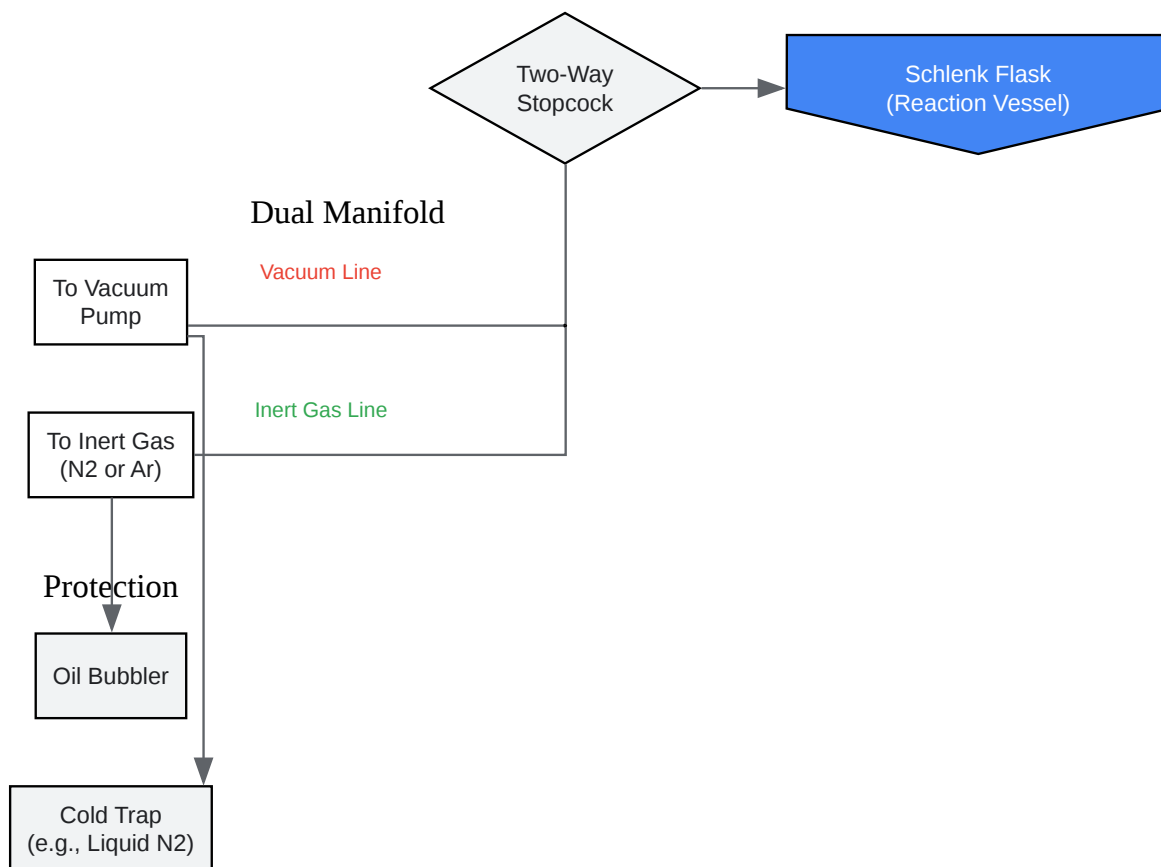 Two-Way
Stopcock
Schlenk Flask
(Reaction Vessel)
Dual Manifold
Vacuum Line
To Vacuum
Pump
Inert Gas Line
To Inert Gas
(N2 or Ar)
Protection
Oil Bubbler
Cold Trap
(e.g., Liquid N2)